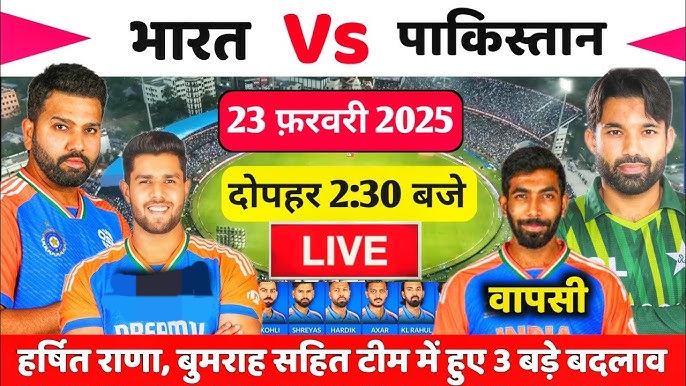 भारत Vs पाकिस्तान
23 फ़रवरी 2025
दोपहर 2:30 बजे
LIVE
KOHLI SHREYAS HARDIK AXAR KL RAHUL
वापसी
INDIA
हर्षित राणा, बुमराह सहित टीम में हुए 3 बड़े बदलाव